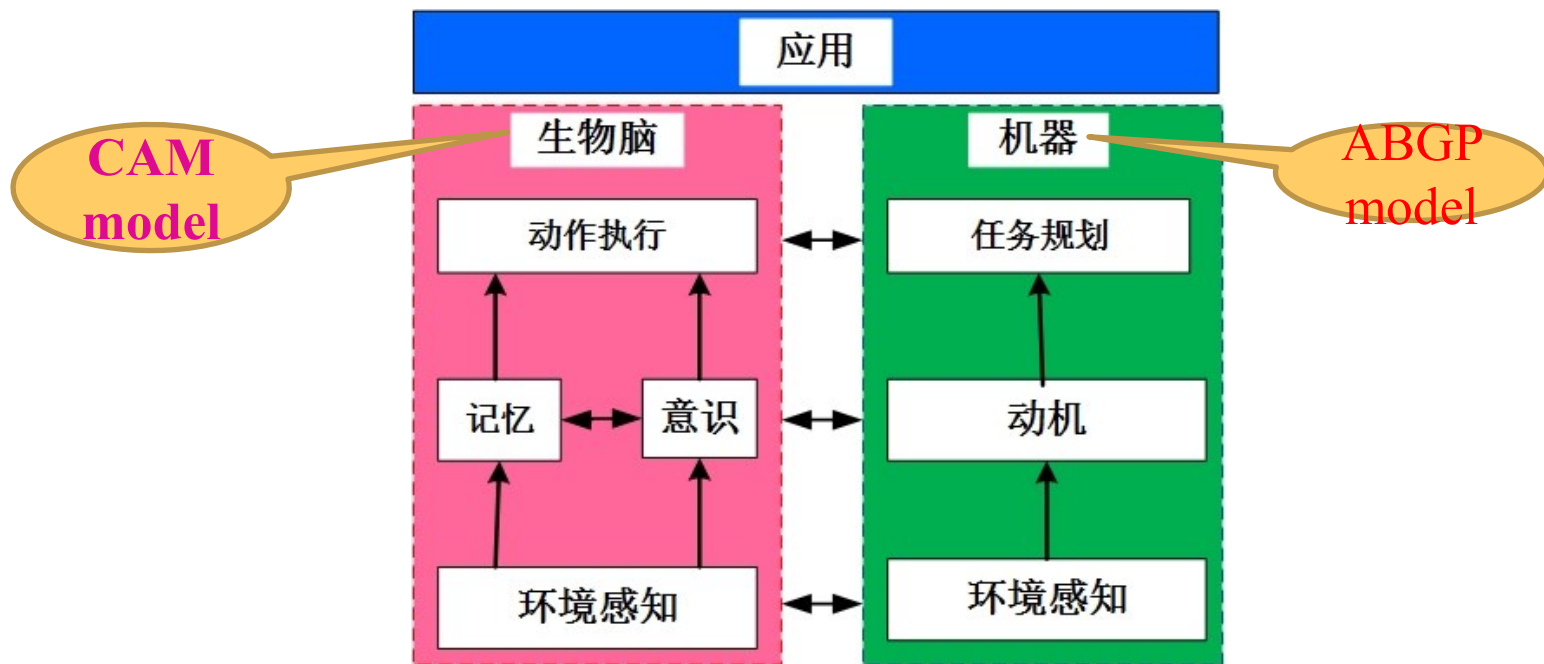 应用
CAM
model
生物脑
机器
ABGP
model
动作执行
任务规划
记忆
意识
动机
环境感知
环境感知